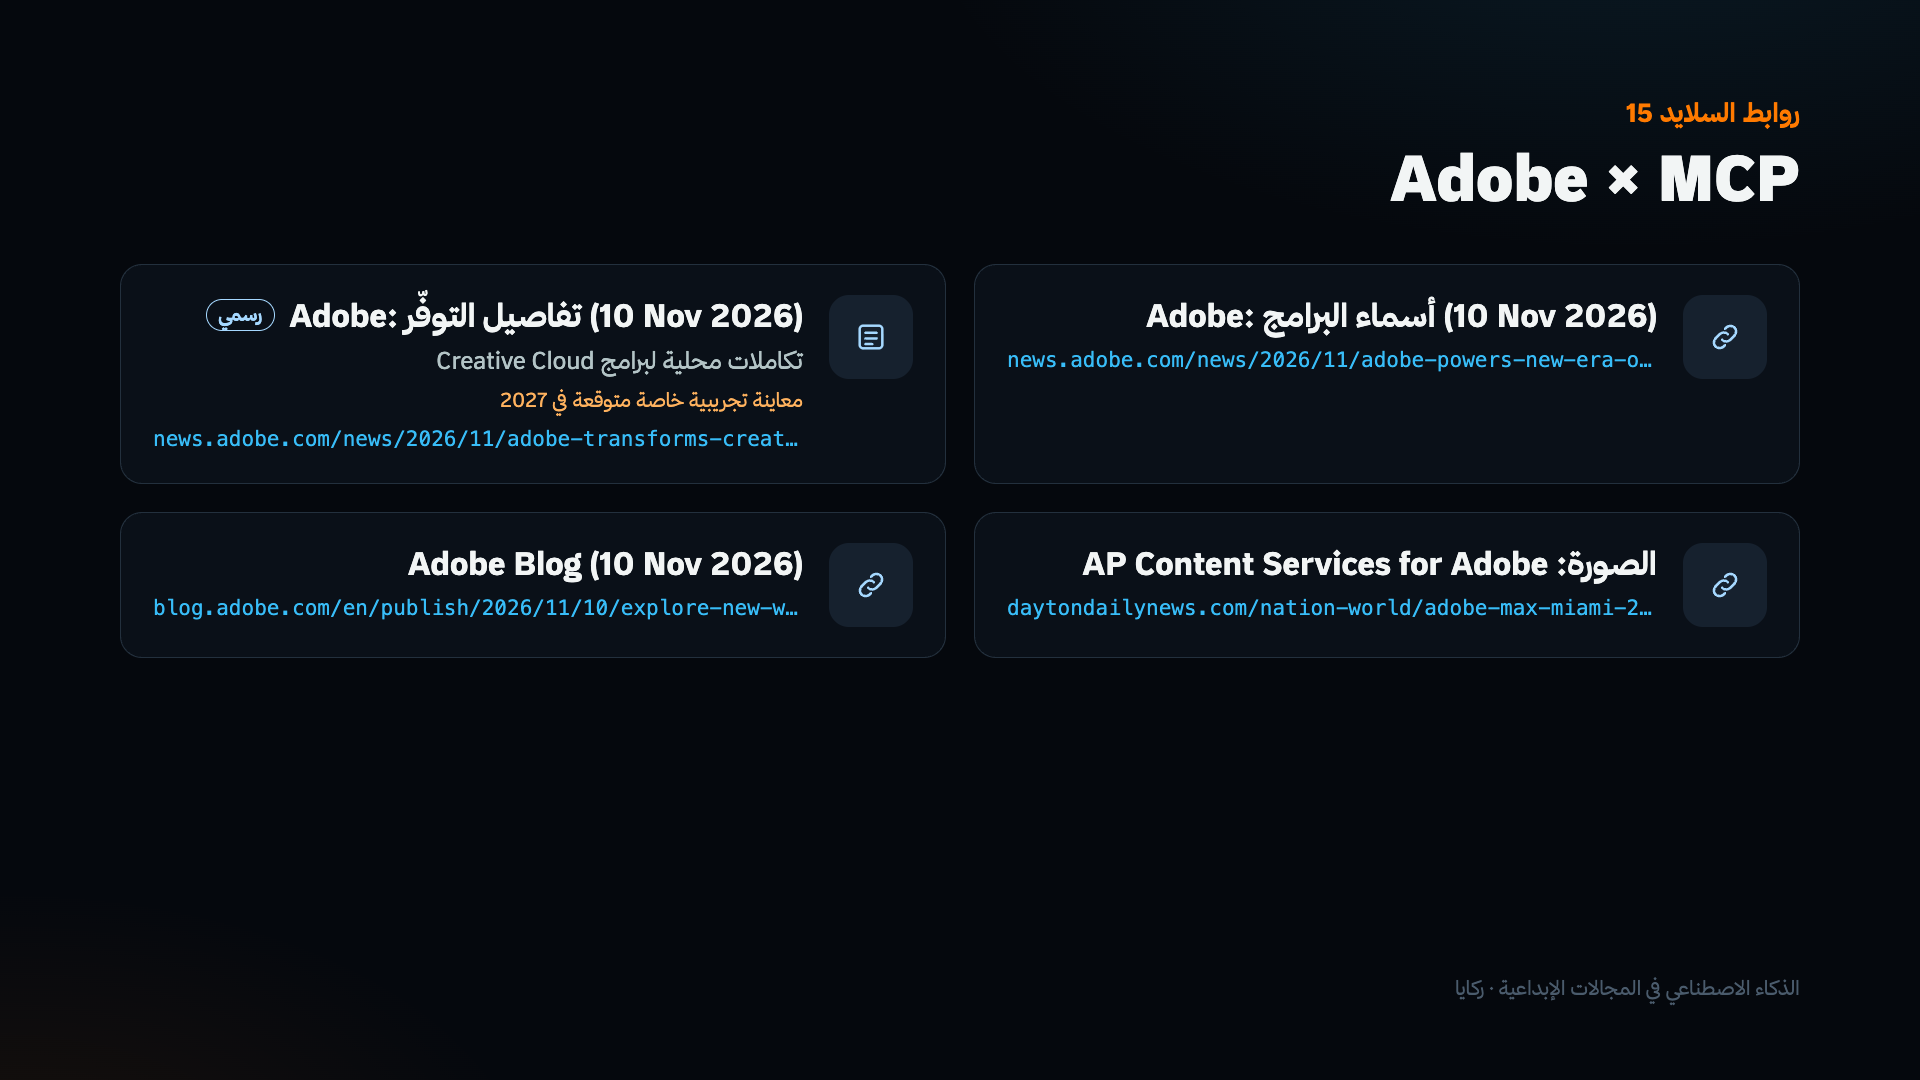 روابط السلايد 15
Adobe × MCP
Adobe: أسماء البرامج (10 Nov 2026)
news.adobe.com/news/2026/11/adobe-powers-new-era-o…
Adobe: تفاصيل التوفّر (10 Nov 2026) رسمي
تكاملات محلية لبرامج Creative Cloud
معاينة تجريبية خاصة متوقعة في 2027
news.adobe.com/news/2026/11/adobe-transforms-creat…
الصورة: AP Content Services for Adobe
daytondailynews.com/nation-world/adobe-max-miami-2…
Adobe Blog (10 Nov 2026)
blog.adobe.com/en/publish/2026/11/10/explore-new-w…
الذكاء الاصطناعي في المجالات الإبداعية · ركايا